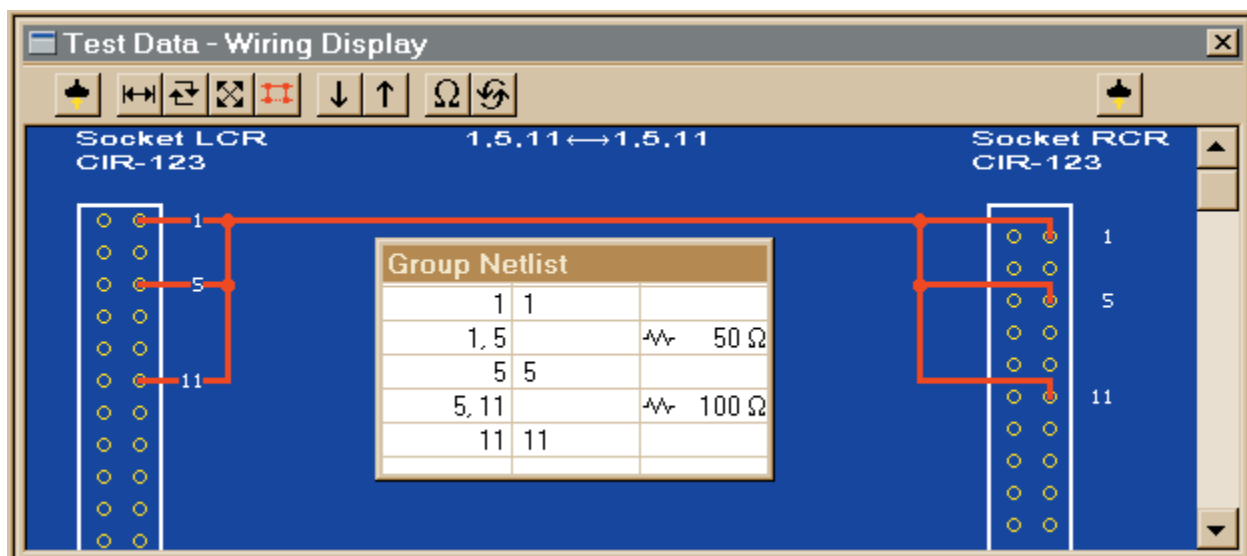 Test Data - Wiring Display
Ω
Socket LCR 1,5,11⟷1,5,11 Socket RCR
CIR-123 CIR-123
1
1
5
5
11
11
Group Netlist
1 1
1, 5 50 Ω
5 5
5, 11 100 Ω
11 11